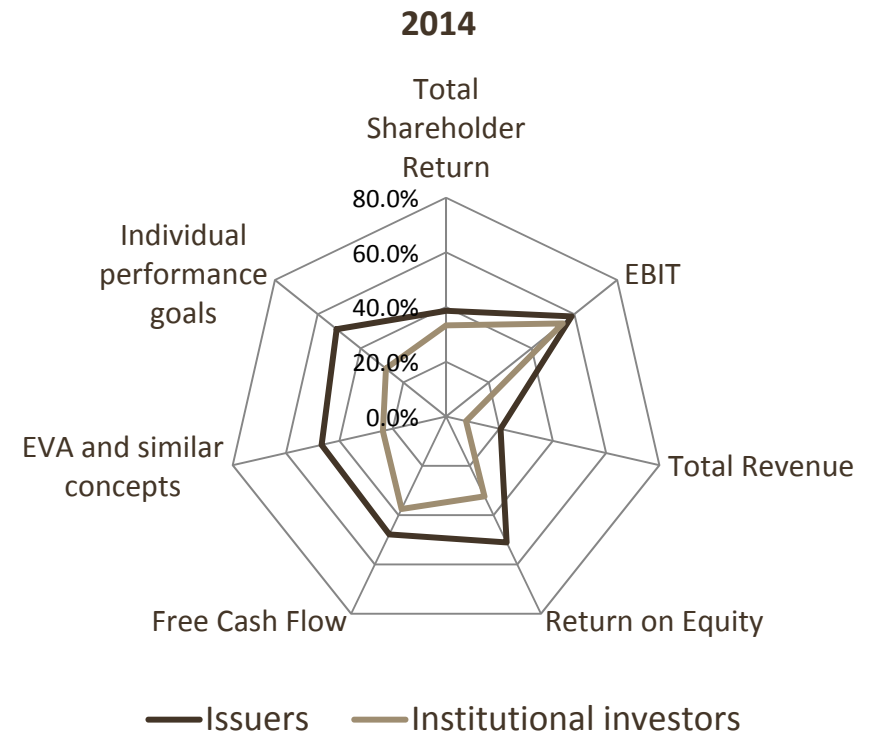 2014
Total
Shareholder
Return
80.0%
60.0%
40.0%
20.0%
0.0%
EBIT
Total Revenue
Return on Equity
Free Cash Flow
EVA and similar
concepts
Individual
performance
goals
Issuers
Institutional investors